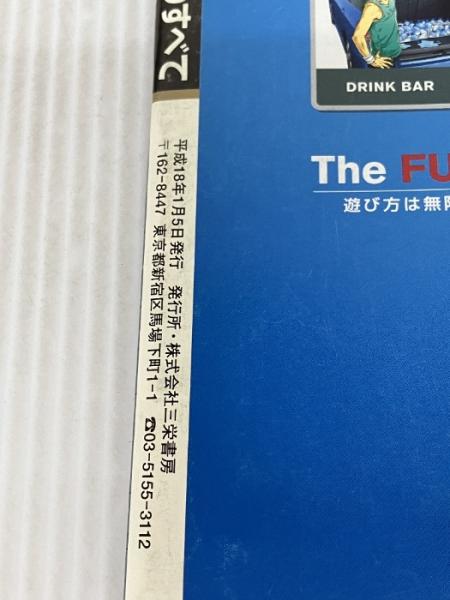 のすべて
平成18年1月5日発行 発行所・株式会社三栄書房
〒162-8447 東京都新宿区馬場下町1-1 ☎03-5155-3112
DRINK BAR
The FU
遊び方は無限